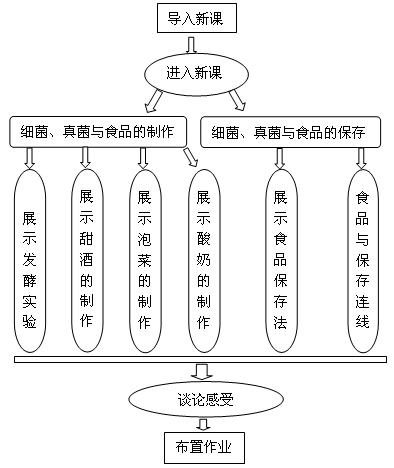 导入新课
进入新课
细菌、真菌与食品的制作
细菌、真菌与食品的保存
展示发酵实验
展示甜酒的制作
展示泡菜的制作
展示酸奶的制作
展示食品保存法
食品与保存连线
谈论感受
布置作业